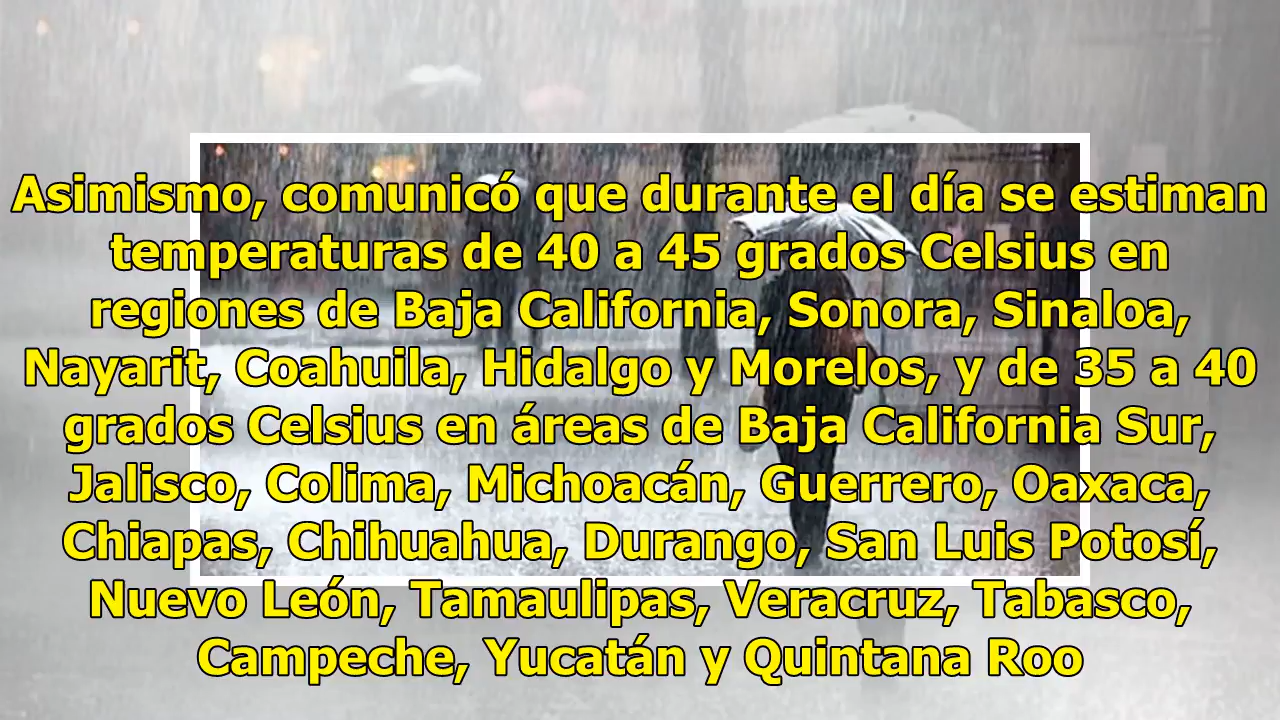 Asimismo, comunicó que durante el día se estiman
temperaturas de 40 a 45 grados Celsius en
regiones de Baja California, Sonora, Sinaloa,
Nayarit, Coahuila, Hidalgo y Morelos, y de 35 a 40
grados Celsius en áreas de Baja California Sur,
Jalisco, Colima, Michoacán, Guerrero, Oaxaca,
Chiapas, Chihuahua, Durango, San Luis Potosí,
Nuevo León, Tamaulipas, Veracruz, Tabasco,
Campeche, Yucatán y Quintana Roo